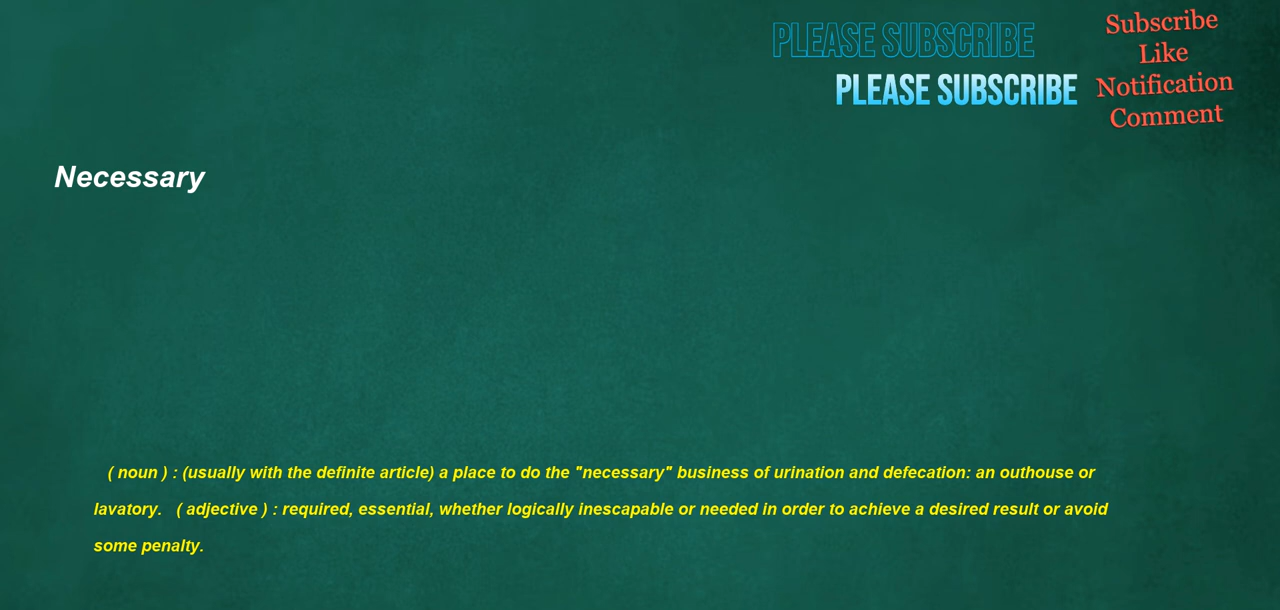 PLEASE SUBSCRIBE
PLEASE SUBSCRIBE
Subscribe
Like
Notification
Comment
Necessary
( noun ) : (usually with the definite article) a place to do the "necessary" business of urination and defecation: an outhouse or
lavatory.   ( adjective ) : required, essential, whether logically inescapable or needed in order to achieve a desired result or avoid
some penalty.